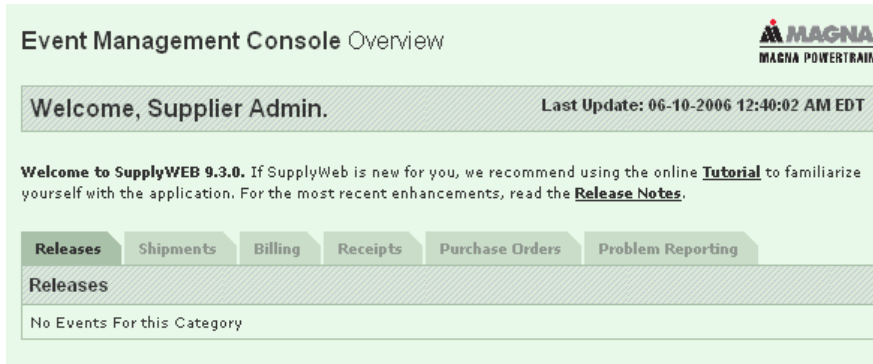 Event Management Console Overview
MAGNA
MAGNA POWERTRAIN
Welcome, Supplier Admin.
Last Update: 06-10-2006 12:40:02 AM EDT
Welcome to SupplyWEB 9.3.0. If SupplyWeb is new for you, we recommend using the online Tutorial to familiarize
yourself with the application. For the most recent enhancements, read the Release Notes.
Releases Shipments Billing Receipts Purchase Orders Problem Reporting
Releases
No Events For this Category